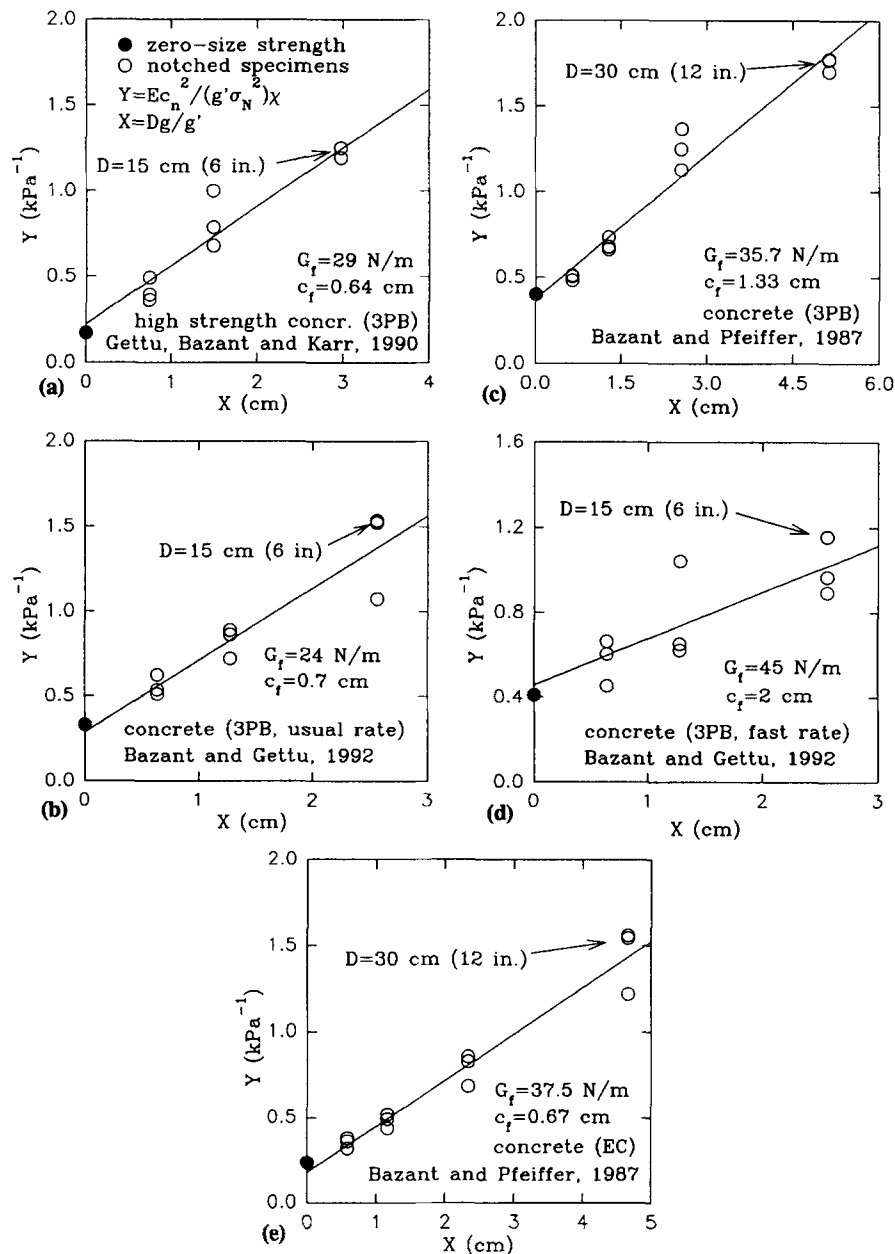 2.0
1.5
1.0
0.5
0.0
Y (kPa⁻¹)
● zero-size strength
○ notched specimens
Y=Ec_n²/(g'σ_N²)χ
X=Dg/g'
D=15 cm (6 in.)
G_f=29 N/m
c_f=0.64 cm
high strength concr. (3PB)
Gettu, Bazant and Karr, 1990
0 1 2 3 4
X (cm)
(a)
2.0
1.5
1.0
0.5
0.0
Y (kPa⁻¹)
D=30 cm (12 in.)
G_f=35.7 N/m
c_f=1.33 cm
concrete (3PB)
Bazant and Pfeiffer, 1987
0.0 1.5 3.0 4.5 6.0
X (cm)
(c)
2.0
1.5
1.0
0.5
0.0
Y (kPa⁻¹)
D=15 cm (6 in)
G_f=24 N/m
c_f=0.7 cm
concrete (3PB, usual rate)
Bazant and Gettu, 1992
0 1 2 3
X (cm)
(b)
1.6
1.2
0.8
0.4
0.0
Y (kPa⁻¹)
D=15 cm (6 in.)
G_f=45 N/m
c_f=2 cm
concrete (3PB, fast rate)
Bazant and Gettu, 1992
0 1 2 3
X (cm)
(d)
2.0
1.5
1.0
0.5
0.0
Y (kPa⁻¹)
D=30 cm (12 in.)
G_f=37.5 N/m
c_f=0.67 cm
concrete (EC)
Bazant and Pfeiffer, 1987
0 1 2 3 4 5
X (cm)
(e)